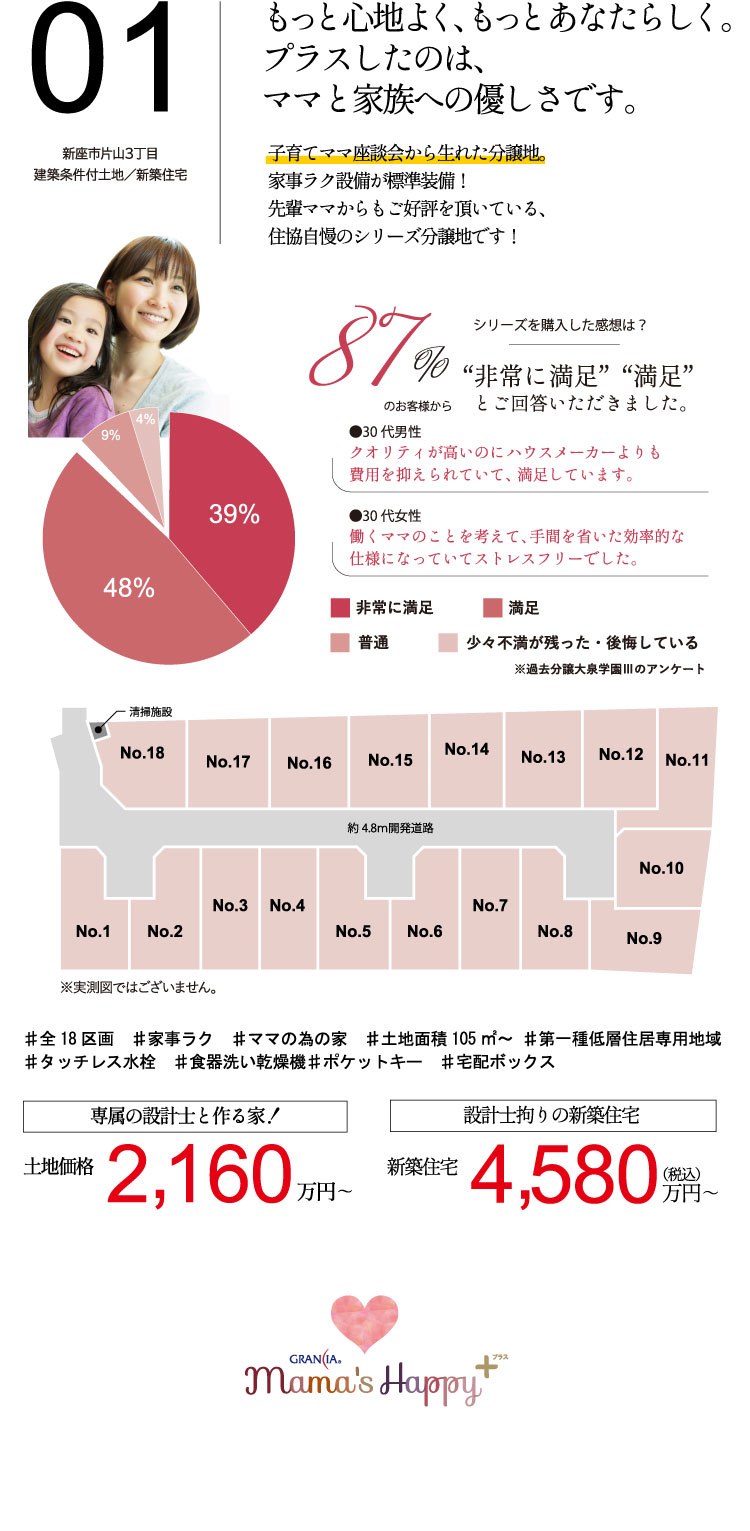 01
新座市片山3丁目
建築条件付土地／新築住宅
もっと心地よく、もっとあなたらしく。
プラスしたのは、
ママと家族への優しさです。
子育てママ座談会から生れた分譲地。
家事ラク設備が標準装備！
先輩ママからもご好評を頂いている、
住協自慢のシリーズ分譲地です！
シリーズを購入した感想は？
87%
のお客様から
“非常に満足” “満足”
とご回答いただきました。
●30代男性
クオリティが高いのにハウスメーカーよりも
費用を抑えられていて、満足しています。
●30代女性
働くママのことを考えて、手間を省いた効率的な
仕様になっていてストレスフリーでした。
4%
9%
39%
48%
非常に満足 満足
普通 少々不満が残った・後悔している
※過去分譲大泉学園Ⅲのアンケート
清掃施設
No.18
No.17
No.16
No.15
No.14
No.13
No.12
No.11
約4.8m開発道路
No.10
No.1
No.2
No.3
No.4
No.5
No.6
No.7
No.8
No.9
※実測図ではございません。
♯全18区画 ♯家事ラク ♯ママの為の家 ♯土地面積105㎡～ ♯第一種低層住居専用地域
♯タッチレス水栓 ♯食器洗い乾燥機♯ポケットキー ♯宅配ボックス
専属の設計士と作る家！
土地価格 2,160万円～
設計士拘りの新築住宅
新築住宅 4,580万円～（税込）
GRANCIA®
Mama's Happy+プラス